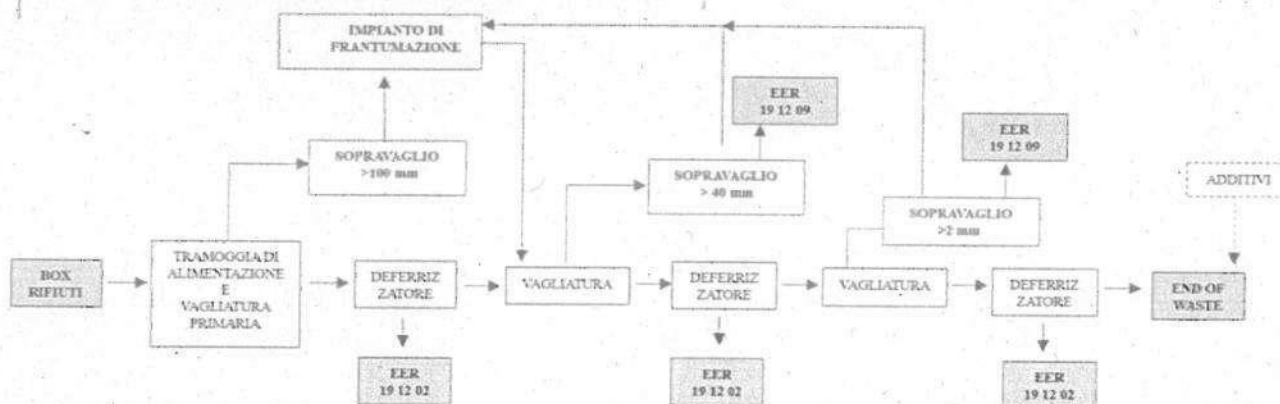 IMPIANTO DI
FRANTUMAZIONE
EER
19 12 09
EER
19 12 09
SOPRAVAGLIO
>100 mm
SOPRAVAGLIO
> 40 mm
ADDITIVI
SOPRAVAGLIO
>2 mm
BOX
RIFIUTI
TRAMOGGIA DI
ALIMENTAZIONE
E
VAGLIATURA
PRIMARIA
DEFERRIZ
ZATORE
VAGLIATURA
DEFERRIZ
ZATORE
VAGLIATURA
DEFERRIZ
ZATORE
END OF
WASTE
EER
19 12 02
EER
19 12 02
EER
19 12 02